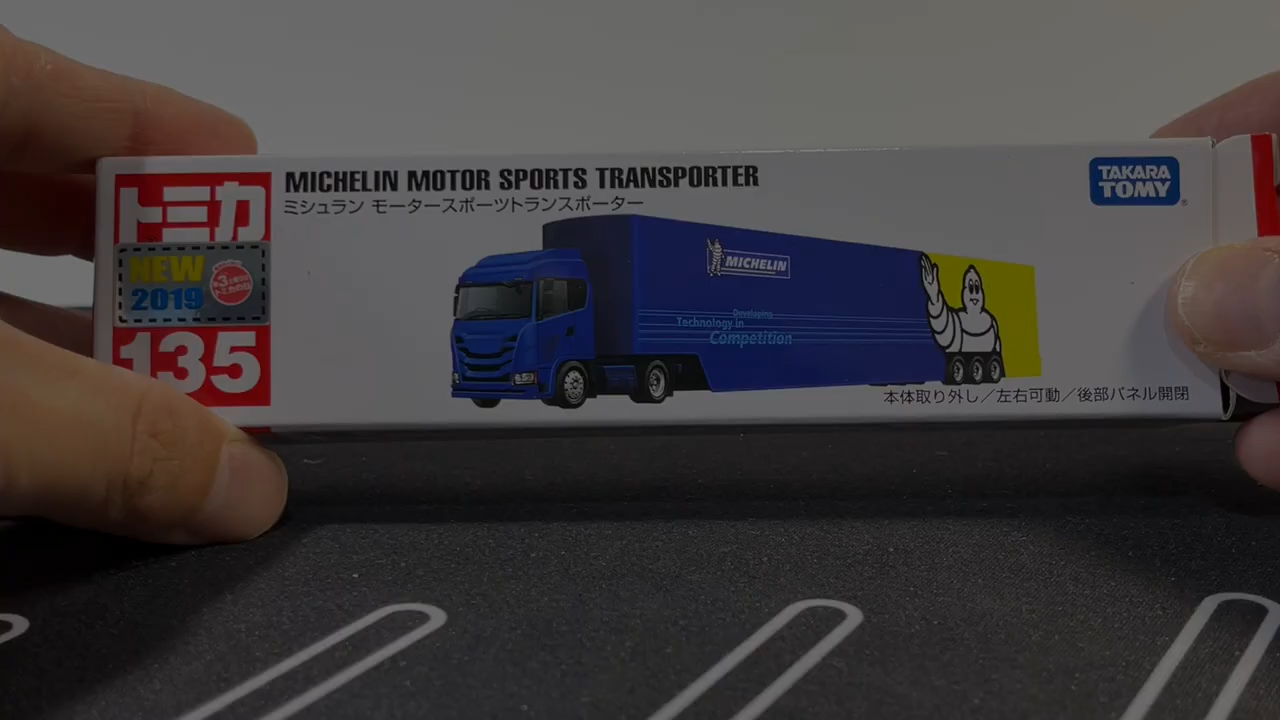 MICHELIN MOTOR SPORTS TRANSPORTER
ミシュラン モータースポーツトランスポーター
TAKARA
TOMY
トミカ
NEW
2019
135
MICHELIN
Developing
Technology in
Competition
本体取り外し／左右可動／後部パネル開閉